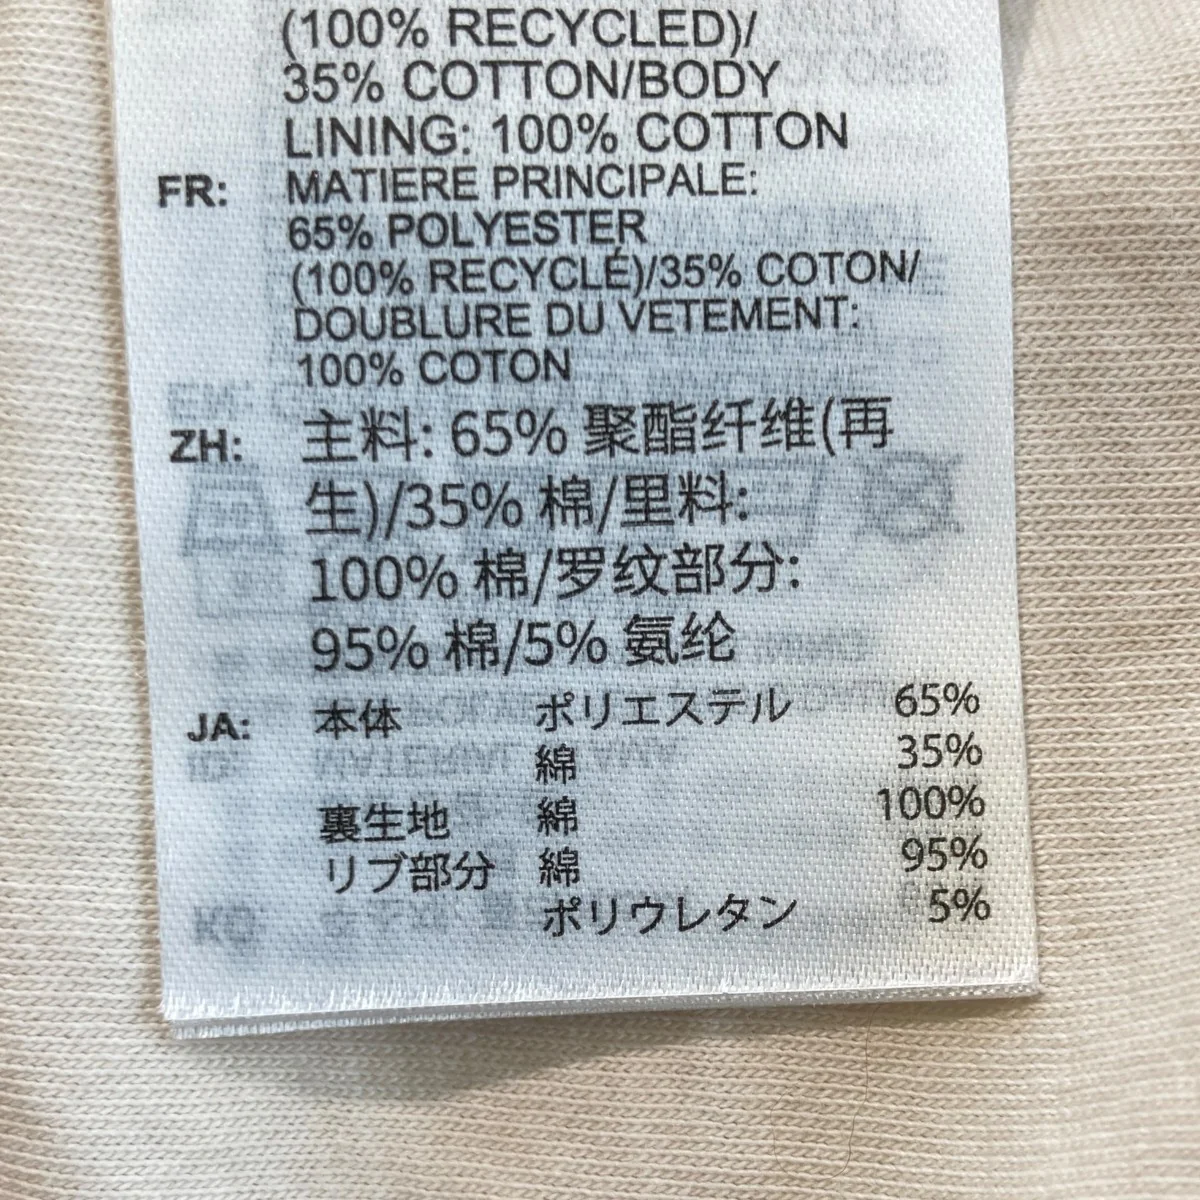 (100% RECYCLED)/
35% COTTON/BODY
LINING: 100% COTTON
FR: MATIERE PRINCIPALE:
65% POLYESTER
(100% RECYCLÉ)/35% COTON/
DOUBLURE DU VETEMENT:
100% COTON
ZH: 主料: 65% 聚酯纤维(再
生)/35% 棉/里料:
100% 棉/罗纹部分:
95% 棉/5% 氨纶
JA: 本体 ポリエステル 65%
綿 35%
裏生地 綿 100%
リブ部分 綿 95%
ポリウレタン 5%